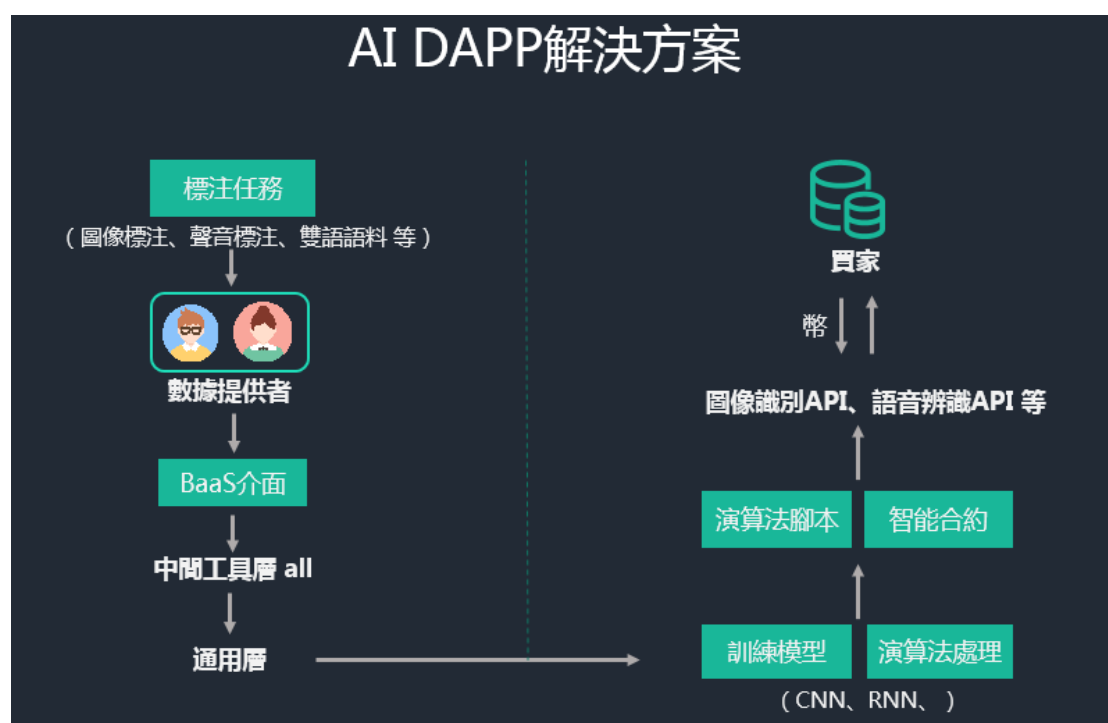 AI DAPP解決方案
標注任務
（圖像標注、聲音標注、雙語語料 等）
數據提供者
BaaS介面
中間工具層 all
通用層
買家
幣
圖像識別API、語音辨識API 等
演算法腳本
智能合約
訓練模型
演算法處理
（CNN、RNN、）